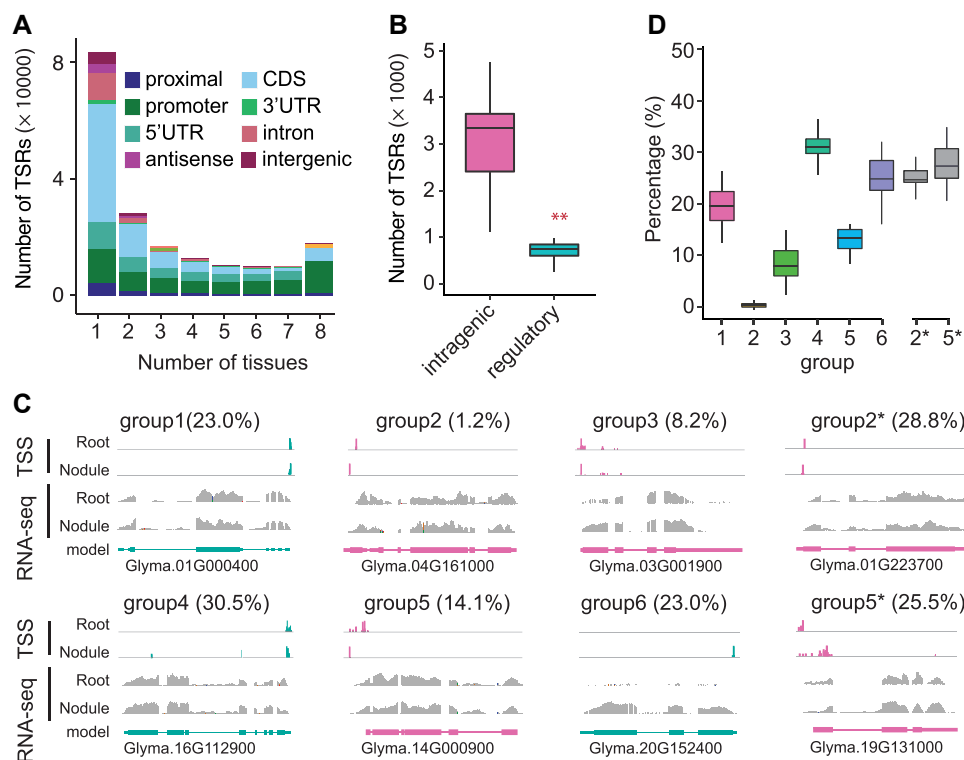 A
Number of TSRs (× 10000)
8
4
0
proximal
promoter
5'UTR
antisense
CDS
3'UTR
intron
intergenic
1 2 3 4 5 6 7 8
Number of tissues
B
Number of TSRs (× 1000)
5
4
3
2
1
0
**
intragenic
regulatory
D
Percentage (%)
50
40
30
20
10
0
1 2 3 4 5 6 2* 5*
group
C
group1(23.0%)
group2 (1.2%)
group3 (8.2%)
group2* (28.8%)
TSS
Root
Nodule
RNA-seq
Root
Nodule
model
Glyma.01G000400
Glyma.04G161000
Glyma.03G001900
Glyma.01G223700
group4 (30.5%)
group5 (14.1%)
group6 (23.0%)
group5* (25.5%)
TSS
Root
Nodule
RNA-seq
Root
Nodule
model
Glyma.16G112900
Glyma.14G000900
Glyma.20G152400
Glyma.19G131000